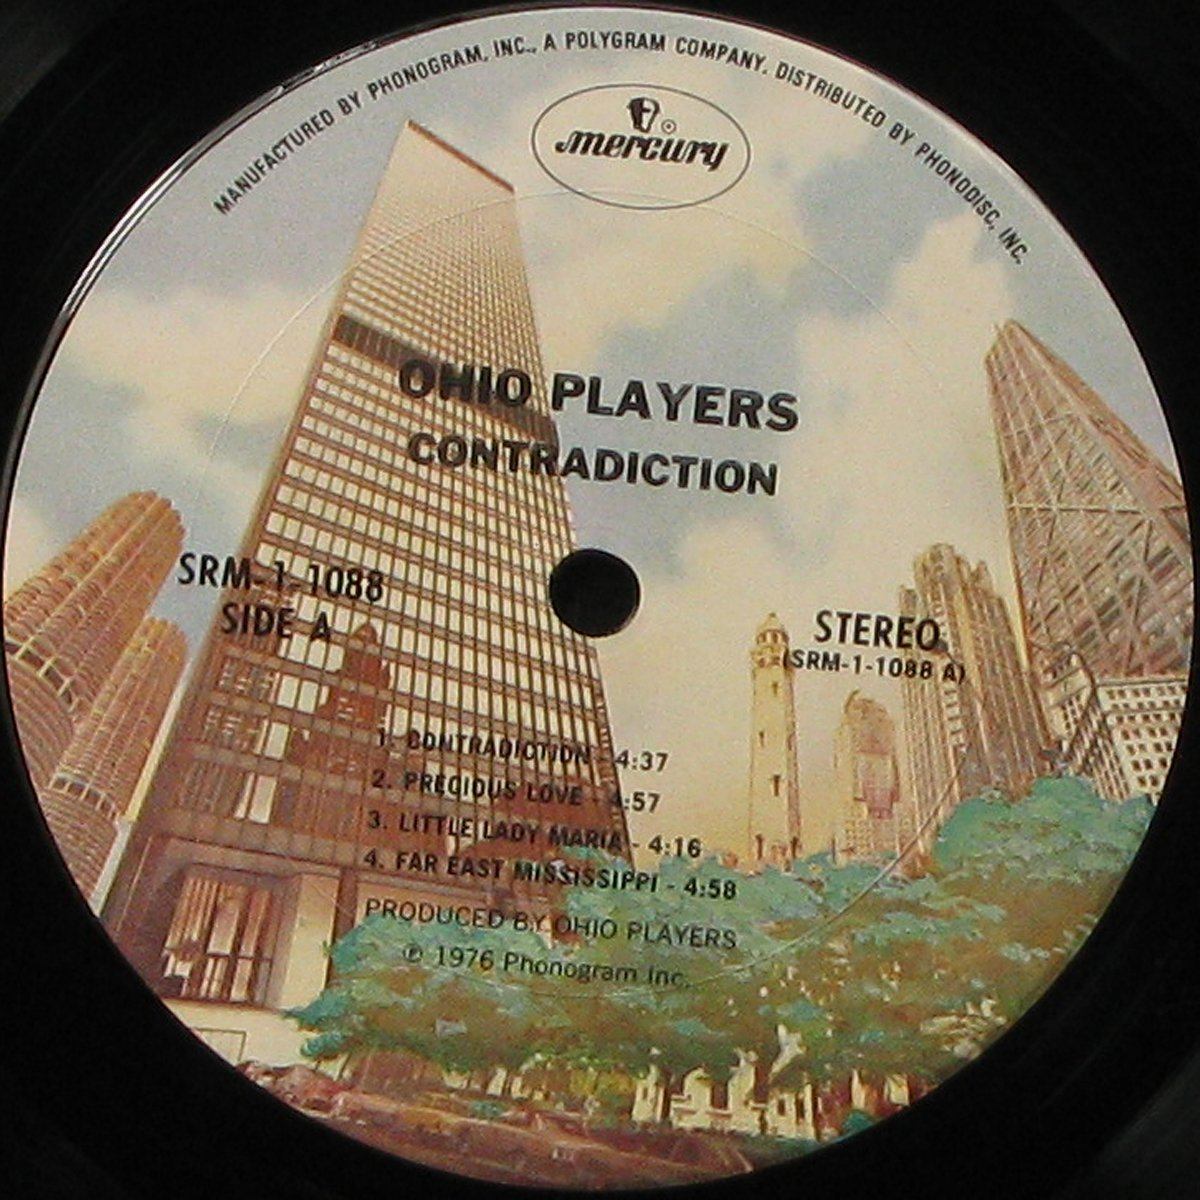 MANUFACTURED BY PHONOGRAM, INC., A POLYGRAM COMPANY. DISTRIBUTED BY PHONODISC, INC.
mercury
OHIO PLAYERS
CONTRADICTION
SRM-1-1088
SIDE A
STEREO
(SRM-1-1088 A)
1. CONTRADICTION - 4:37
2. PRECIOUS LOVE - 4:57
3. LITTLE LADY MARIA - 4:16
4. FAR EAST MISSISSIPPI - 4:58
PRODUCED BY OHIO PLAYERS
℗ 1976 Phonogram Inc.